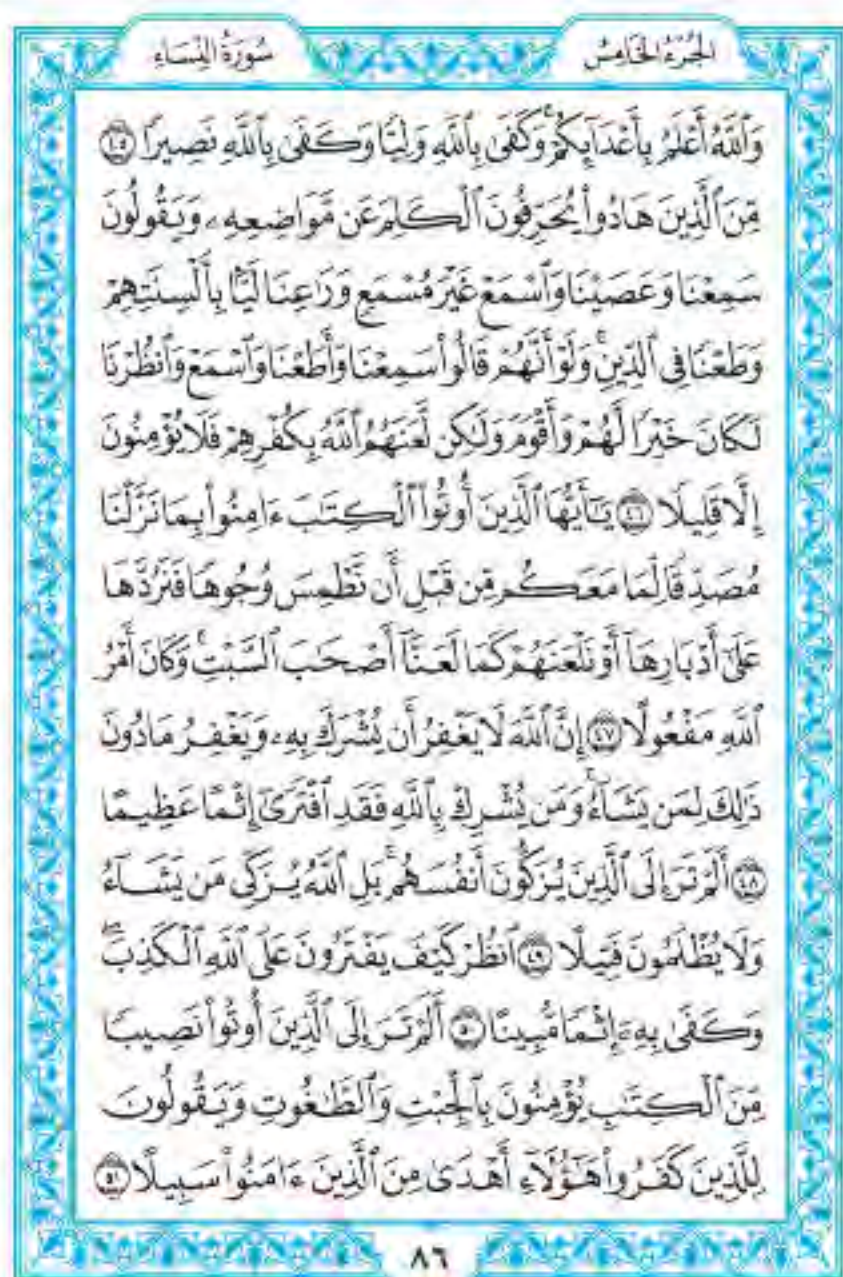 الجُزْءُ الخَامِسُ
سُورَةُ النِّسَاءِ
وَٱللَّهُ أَعْلَمُ بِأَعْدَآئِكُمْۚ وَكَفَىٰ بِٱللَّهِ وَلِيًّا وَكَفَىٰ بِٱللَّهِ نَصِيرًا ٤٥
مِّنَ ٱلَّذِينَ هَادُوا۟ يُحَرِّفُونَ ٱلْكَلِمَ عَن مَّوَاضِعِهِۦ وَيَقُولُونَ
سَمِعْنَا وَعَصَيْنَا وَٱسْمَعْ غَيْرَ مُسْمَعٍ وَرَٰعِنَا لَيًّۢا بِأَلْسِنَتِهِمْ
وَطَعْنًا فِى ٱلدِّينِۚ وَلَوْ أَنَّهُمْ قَالُوا۟ سَمِعْنَا وَأَطَعْنَا وَٱسْمَعْ وَٱنظُرْنَا
لَكَانَ خَيْرًا لَّهُمْ وَأَقْوَمَ وَلَٰكِن لَّعَنَهُمُ ٱللَّهُ بِكُفْرِهِمْ فَلَا يُؤْمِنُونَ
إِلَّا قَلِيلًا ٤٦ يَٰٓأَيُّهَا ٱلَّذِينَ أُوتُوا۟ ٱلْكِتَٰبَ ءَامِنُوا۟ بِمَا نَزَّلْنَا
مُصَدِّقًا لِّمَا مَعَكُم مِّن قَبْلِ أَن نَّطْمِسَ وُجُوهًا فَنَرُدَّهَا
عَلَىٰٓ أَدْبَارِهَآ أَوْ نَلْعَنَهُمْ كَمَا لَعَنَّآ أَصْحَٰبَ ٱلسَّبْتِۚ وَكَانَ أَمْرُ
ٱللَّهِ مَفْعُولًا ٤٧ إِنَّ ٱللَّهَ لَا يَغْفِرُ أَن يُشْرَكَ بِهِۦ وَيَغْفِرُ مَا دُونَ
ذَٰلِكَ لِمَن يَشَآءُۚ وَمَن يُشْرِكْ بِٱللَّهِ فَقَدِ ٱفْتَرَىٰٓ إِثْمًا عَظِيمًا
٤٨ أَلَمْ تَرَ إِلَى ٱلَّذِينَ يُزَكُّونَ أَنفُسَهُمۚ بَلِ ٱللَّهُ يُزَكِّى مَن يَشَآءُ
وَلَا يُظْلَمُونَ فَتِيلًا ٤٩ ٱنظُرْ كَيْفَ يَفْتَرُونَ عَلَى ٱللَّهِ ٱلْكَذِبَۖ
وَكَفَىٰ بِهِۦٓ إِثْمًا مُّبِينًا ٥٠ أَلَمْ تَرَ إِلَى ٱلَّذِينَ أُوتُوا۟ نَصِيبًا
مِّنَ ٱلْكِتَٰبِ يُؤْمِنُونَ بِٱلْجِبْتِ وَٱلطَّٰغُوتِ وَيَقُولُونَ
لِلَّذِينَ كَفَرُوا۟ هَٰٓؤُلَآءِ أَهْدَىٰ مِنَ ٱلَّذِينَ ءَامَنُوا۟ سَبِيلًا ٥١
٨٦